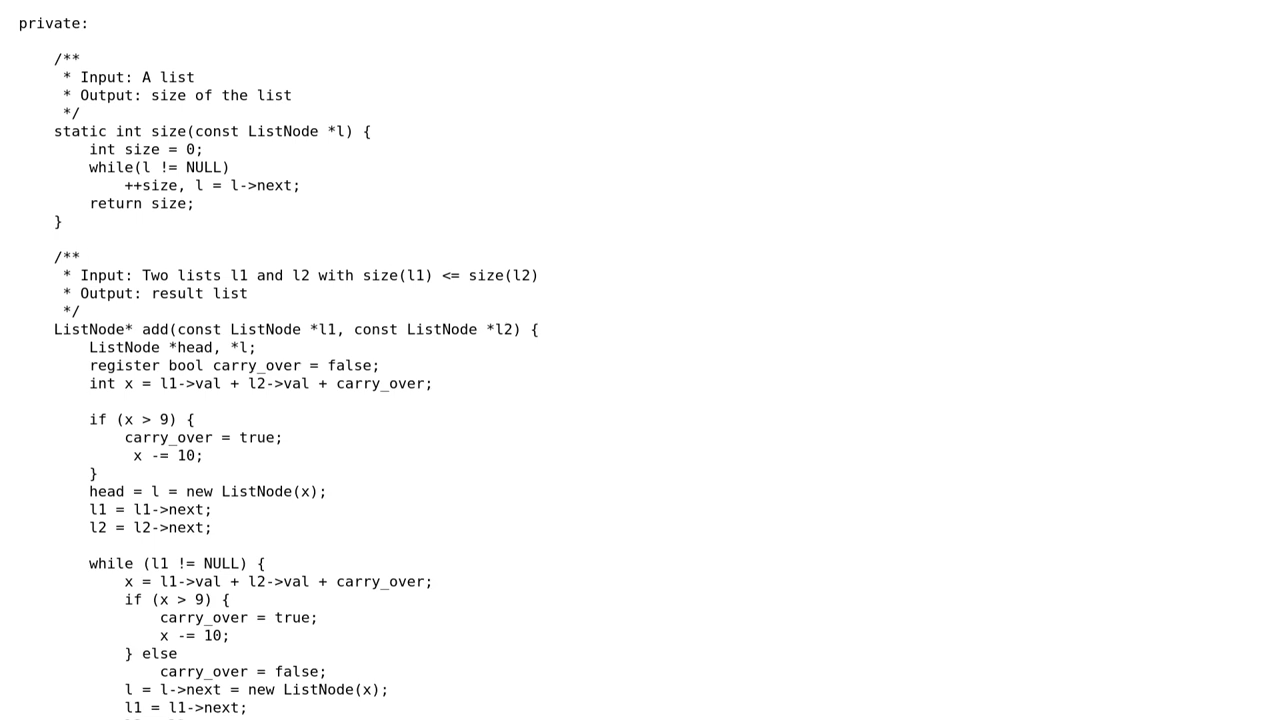 private:

    /**
     * Input: A list
     * Output: size of the list
     */
    static int size(const ListNode *l) {
        int size = 0;
        while(l != NULL)
            ++size, l = l->next;
        return size;
    }

    /**
     * Input: Two lists l1 and l2 with size(l1) <= size(l2)
     * Output: result list
     */
    ListNode* add(const ListNode *l1, const ListNode *l2) {
        ListNode *head, *l;
        register bool carry_over = false;
        int x = l1->val + l2->val + carry_over;

        if (x > 9) {
            carry_over = true;
             x -= 10;
        }
        head = l = new ListNode(x);
        l1 = l1->next;
        l2 = l2->next;

        while (l1 != NULL) {
            x = l1->val + l2->val + carry_over;
            if (x > 9) {
                carry_over = true;
                x -= 10;
            } else
                carry_over = false;
            l = l->next = new ListNode(x);
            l1 = l1->next;